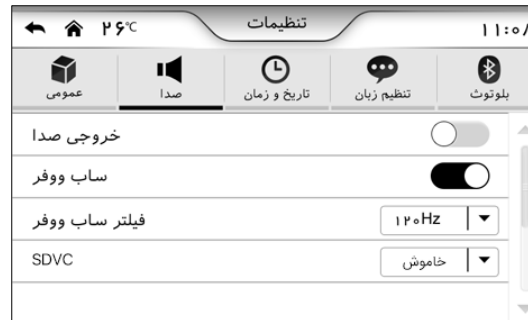 ۲۶°C تنظیمات ۱۱:۰۸
عمومی صدا تاریخ و زمان تنظیم زبان بلوتوث
خروجی صدا
ساب ووفر
فیلتر ساب ووفر ۱۲۰Hz
SDVC خاموش